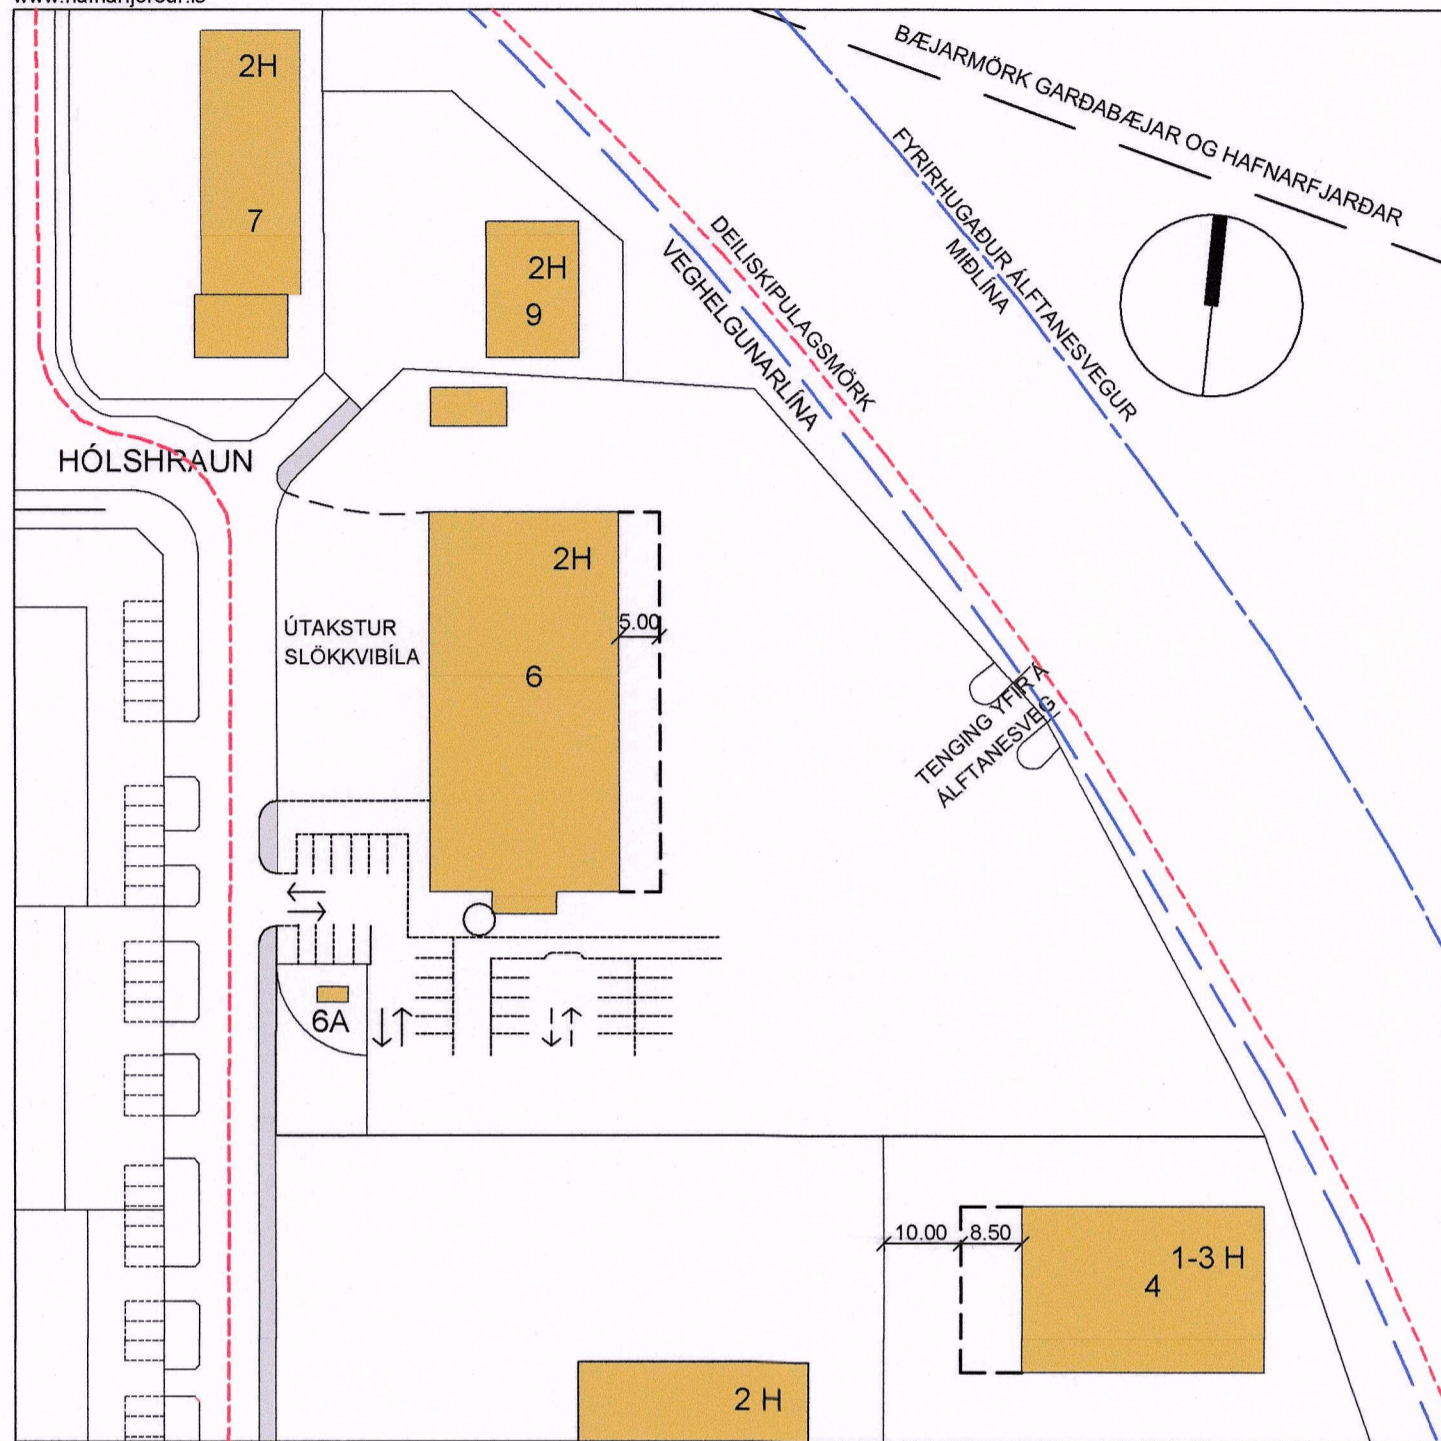 2H
BÆJARMÖRK GARÐABÆJAR OG HAFNARFJARÐAR
FYRIRHUGAÐUR ÁLFTANESVEGUR
MIÐLÍNA
7
DEILISKIPULAGSMÖRK
VEGHELGUNARLÍNA
2H
9
HÓLSHRAUN
2H
ÚTAKSTUR
SLÖKKVIBÍLA
5.00
6
TENGING YFIR Á
ÁLFTANESVEG
6A
10.00
8.50
1-3 H
4
2 H